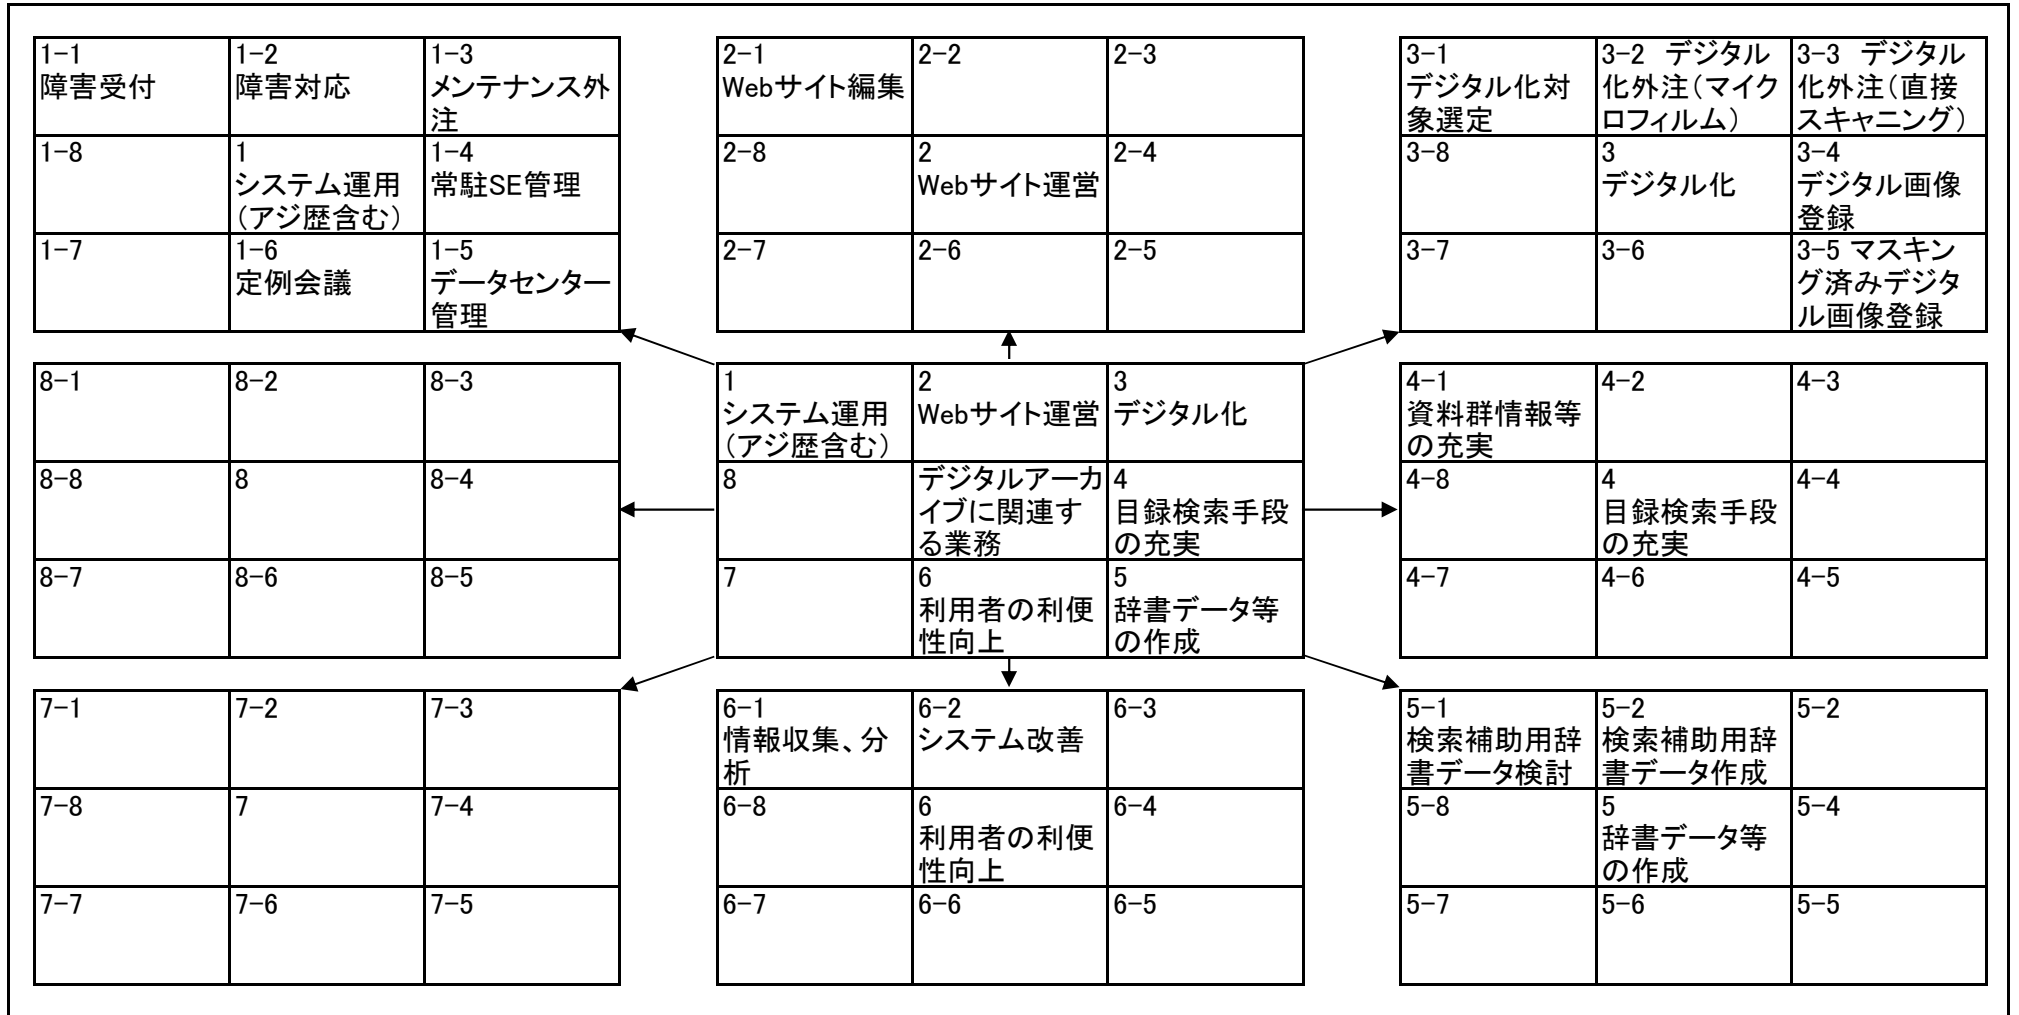 1-1
障害受付
1-2
障害対応
1-3
メンテナンス外
注
1-8
1
システム運用
(アジ歴含む)
1-4
常駐SE管理
1-7
1-6
定例会議
1-5
データセンター
管理
2-1
Webサイト編集
2-2
2-3
2-8
2
Webサイト運営
2-4
2-7
2-6
2-5
3-1
デジタル化対
象選定
3-2 デジタル
化外注(マイク
ロフィルム)
3-3 デジタル
化外注(直接
スキャニング)
3-8
3
デジタル化
3-4
デジタル画像
登録
3-7
3-6
3-5 マスキン
グ済みデジタ
ル画像登録
8-1
8-2
8-3
8-8
8
8-4
8-7
8-6
8-5
1
システム運用
(アジ歴含む)
2
Webサイト運営
3
デジタル化
8
デジタルアーカ
イブに関連す
る業務
4
目録検索手段
の充実
7
6
利用者の利便
性向上
5
辞書データ等
の作成
4-1
資料群情報等
の充実
4-2
4-3
4-8
4
目録検索手段
の充実
4-4
4-7
4-6
4-5
7-1
7-2
7-3
7-8
7
7-4
7-7
7-6
7-5
6-1
情報収集、分
析
6-2
システム改善
6-3
6-8
6
利用者の利便
性向上
6-4
6-7
6-6
6-5
5-1
検索補助用辞
書データ検討
5-2
検索補助用辞
書データ作成
5-2
5-8
5
辞書データ等
の作成
5-4
5-7
5-6
5-5